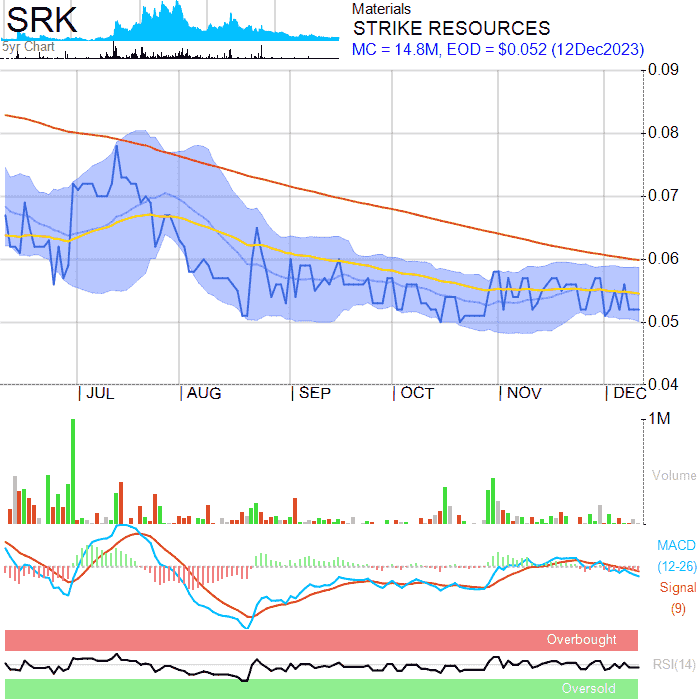 SRK
5yr Chart
Materials
STRIKE RESOURCES
MC = 14.8M, EOD = $0.052 (12Dec2023)
0.09
0.08
0.07
0.06
0.05
0.04
JUL AUG SEP OCT NOV DEC
1M
Volume
MACD
(12-26)
Signal
(9)
Overbought
RSI(14)
Oversold